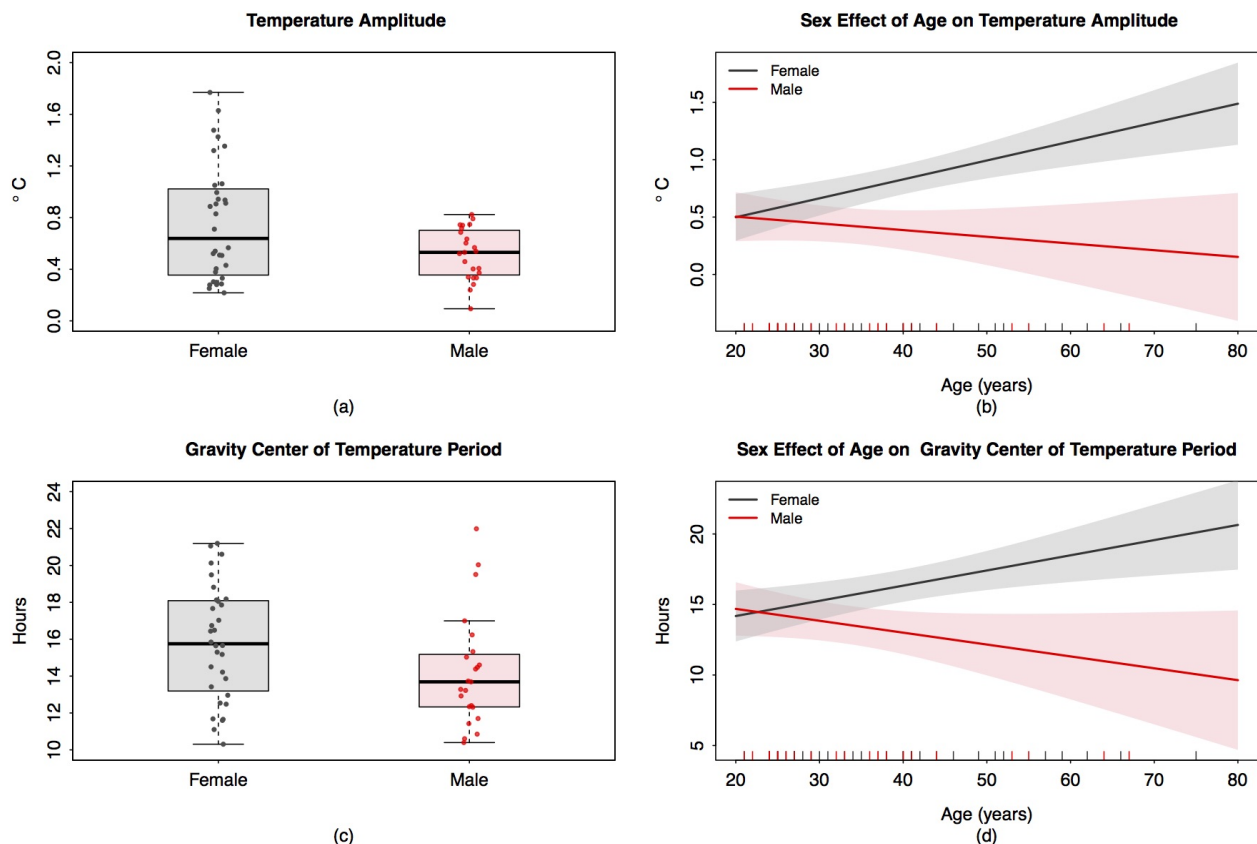 Temperature Amplitude
° C
0.0 0.4 0.8 1.2 1.6 2.0
Female Male
(a)
Sex Effect of Age on Temperature Amplitude
Female
Male
° C
0.0 0.5 1.0 1.5
20 30 40 50 60 70 80
Age (years)
(b)
Gravity Center of Temperature Period
Hours
10 12 14 16 18 20 22 24
Female Male
(c)
Sex Effect of Age on Gravity Center of Temperature Period
Female
Male
Hours
5 10 15 20
20 30 40 50 60 70 80
Age (years)
(d)